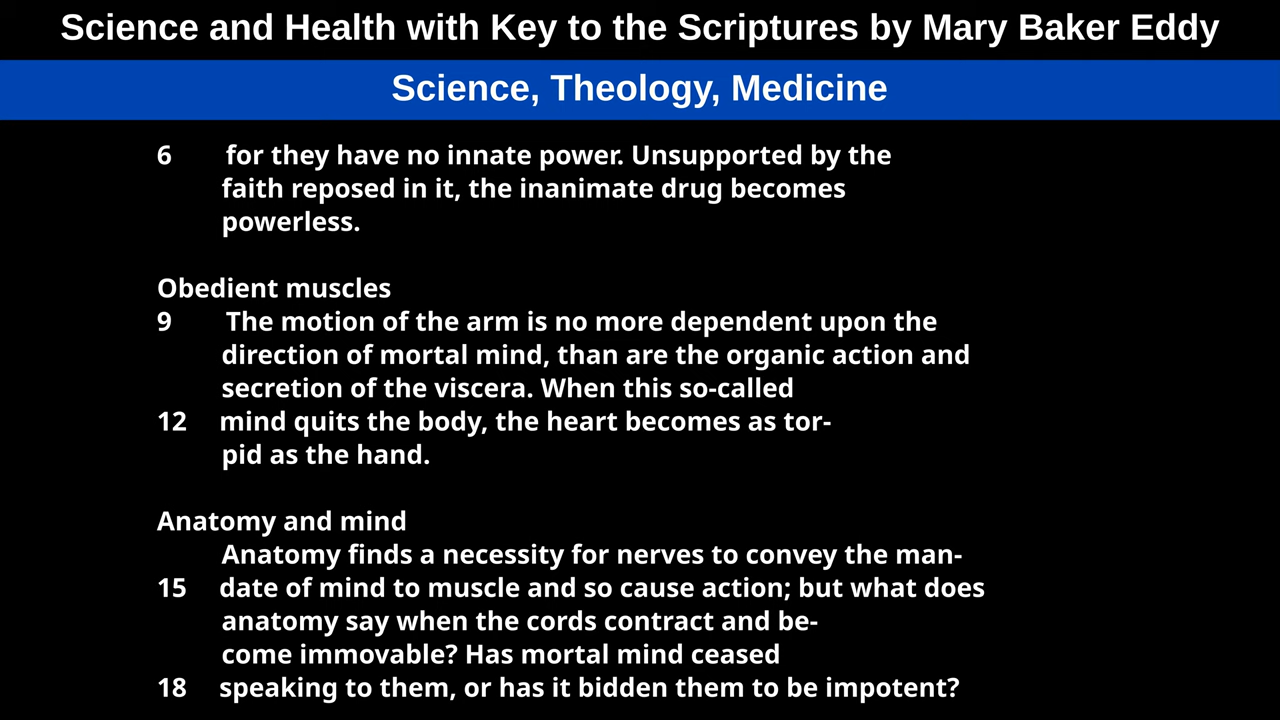 Science and Health with Key to the Scriptures by Mary Baker Eddy
Science, Theology, Medicine
6 for they have no innate power. Unsupported by the
faith reposed in it, the inanimate drug becomes
powerless.
Obedient muscles
9 The motion of the arm is no more dependent upon the
direction of mortal mind, than are the organic action and
secretion of the viscera. When this so-called
12 mind quits the body, the heart becomes as tor-
pid as the hand.
Anatomy and mind
Anatomy finds a necessity for nerves to convey the man-
15 date of mind to muscle and so cause action; but what does
anatomy say when the cords contract and be-
come immovable? Has mortal mind ceased
18 speaking to them, or has it bidden them to be impotent?